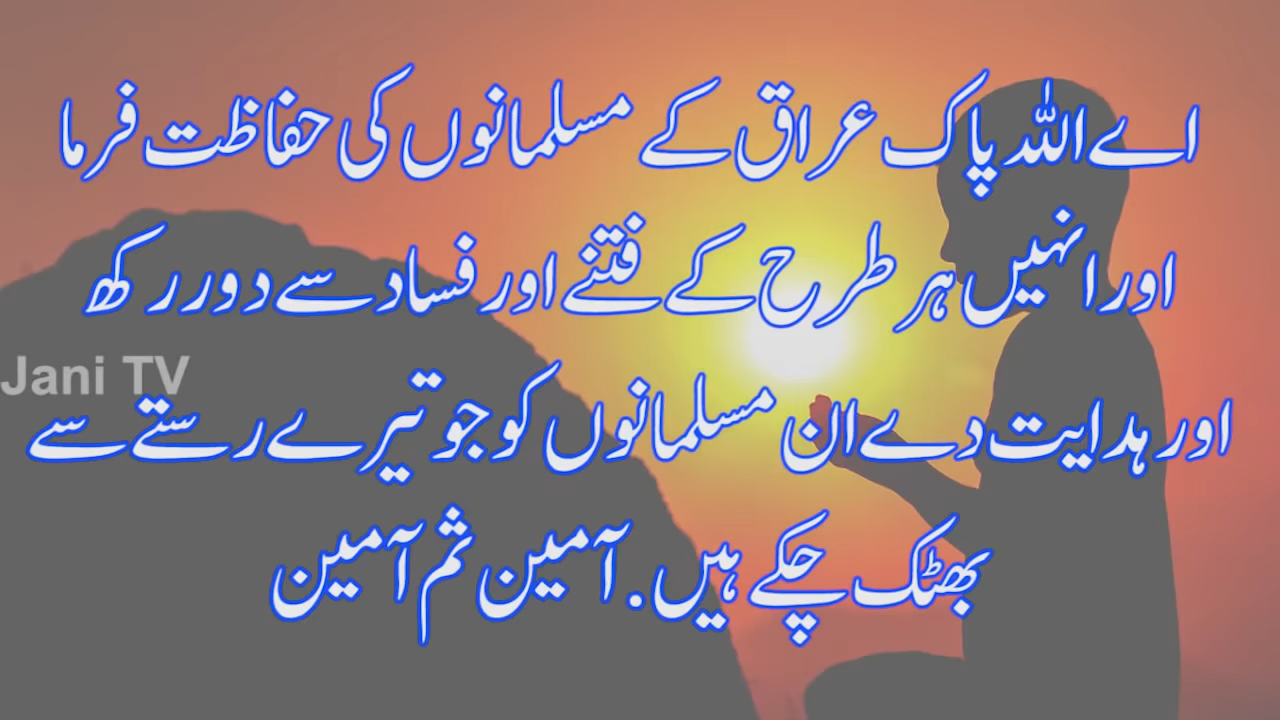 اے اللہ پاک عراق کے مسلمانوں کی حفاظت فرما
اور انہیں ہر طرح کے فتنے اور فساد سے دور رکھ
Jani TV
اور ہدایت دے ان مسلمانوں کو جو تیرے رستے سے
بھٹک چکے ہیں. آمین ثم آمین